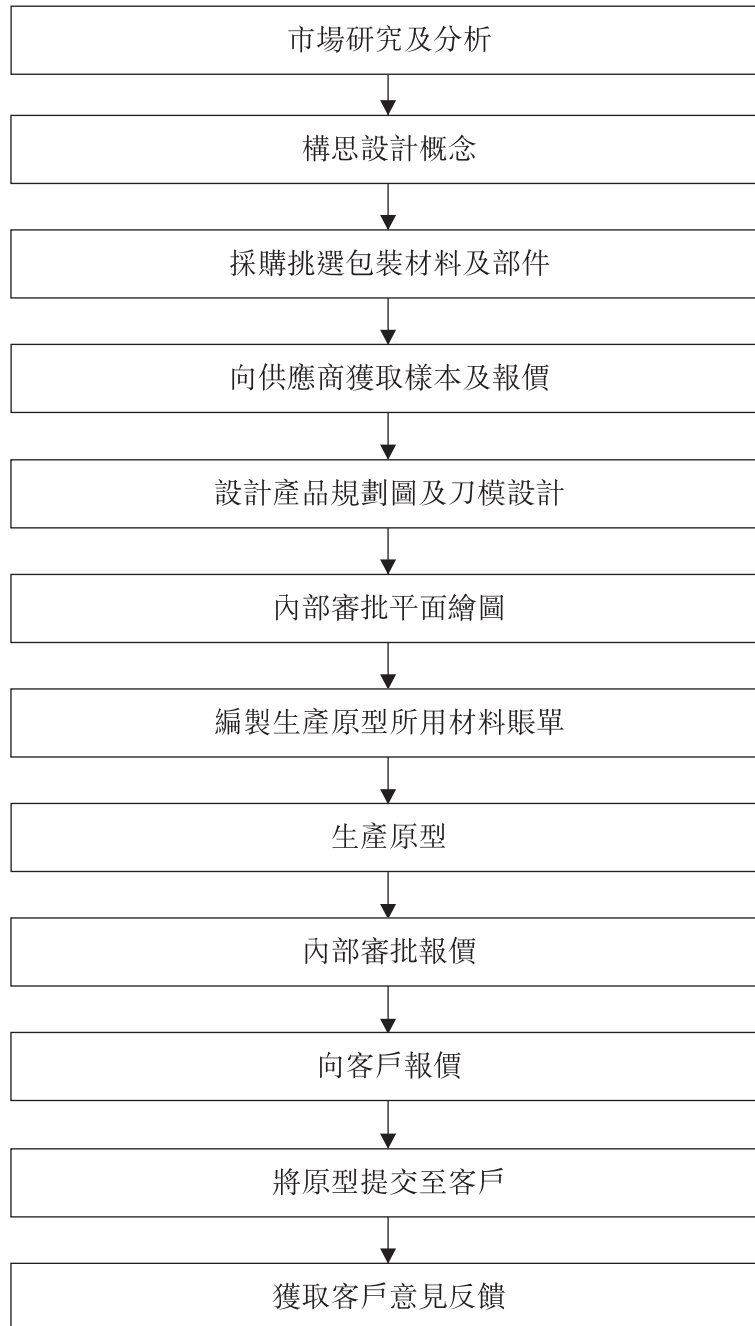 市場研究及分析
構思設計概念
採購挑選包裝材料及部件
向供應商獲取樣本及報價
設計產品規劃圖及刀模設計
內部審批平面繪圖
編製生產原型所用材料賬單
生產原型
內部審批報價
向客戶報價
將原型提交至客戶
獲取客戶意見反饋